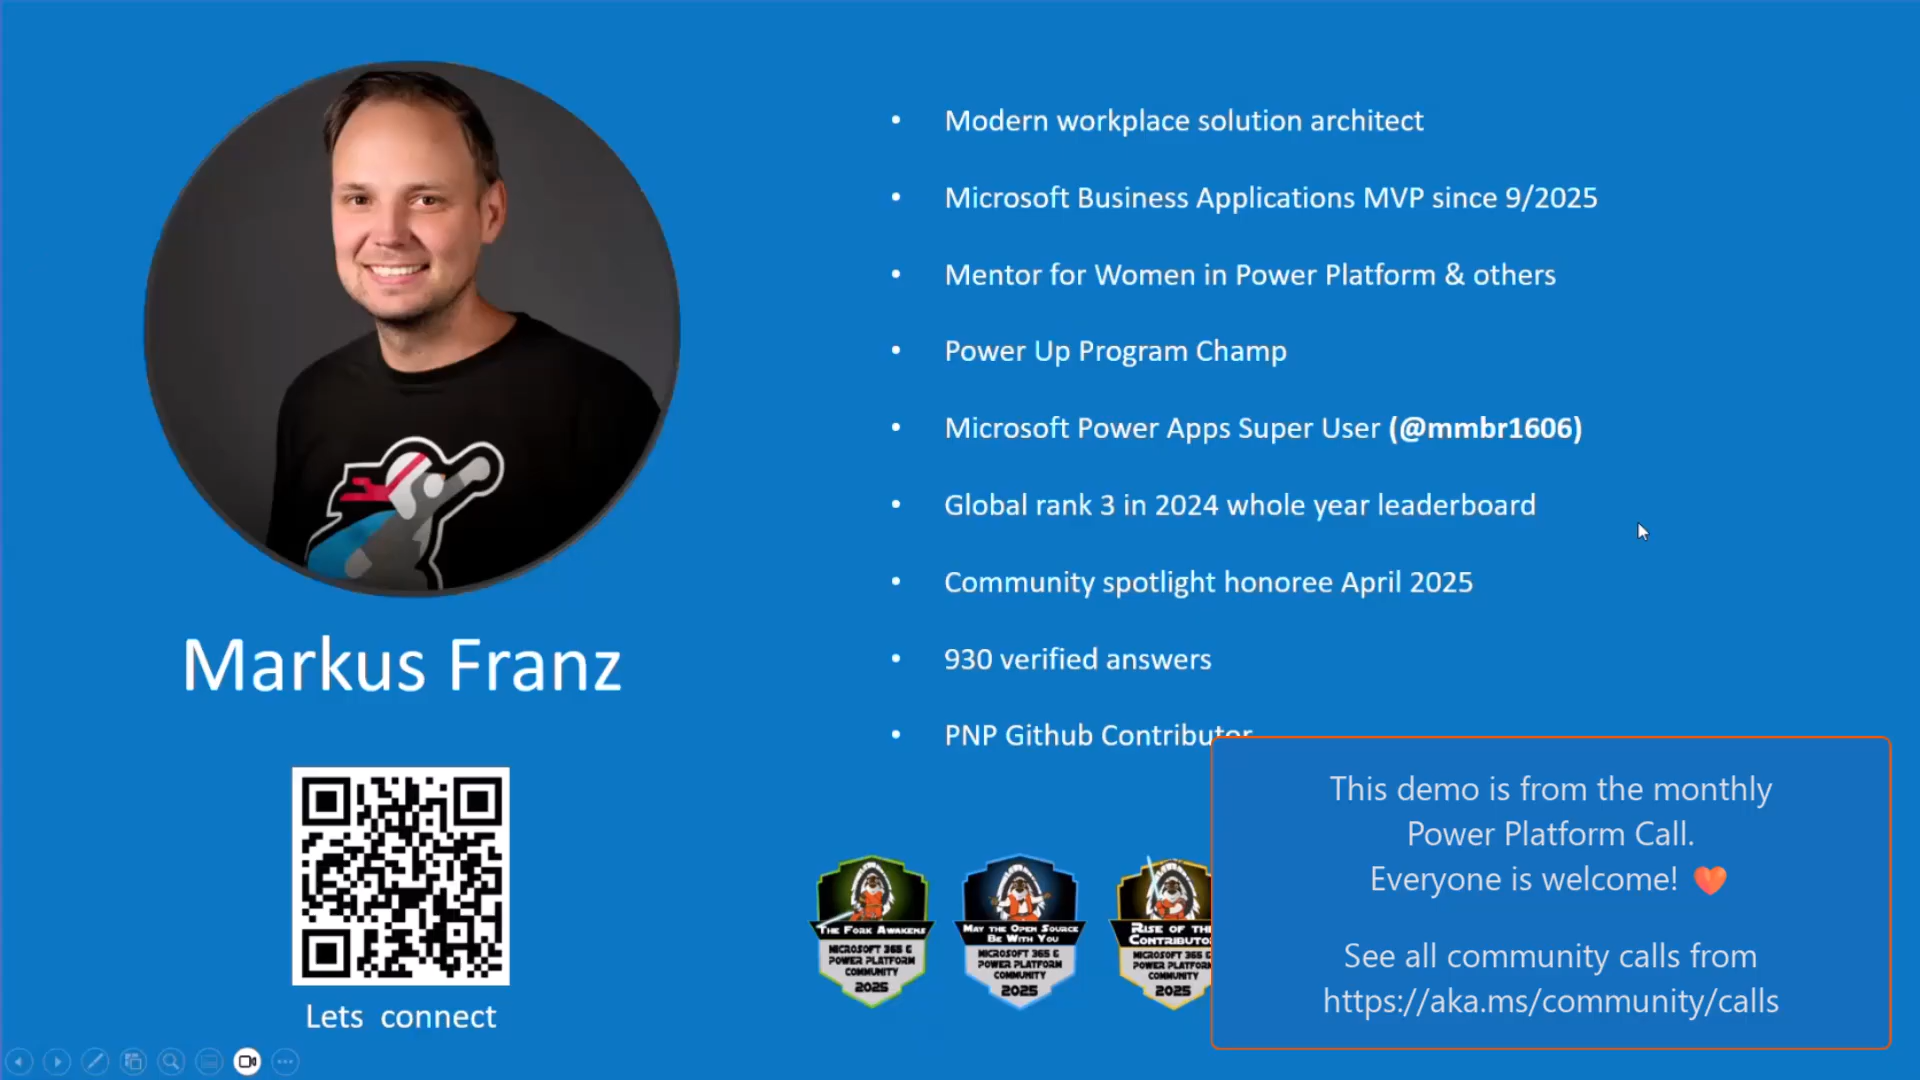 Modern workplace solution architect
Microsoft Business Applications MVP since 9/2025
Mentor for Women in Power Platform & others
Power Up Program Champ
Microsoft Power Apps Super User (@mmbr1606)
Global rank 3 in 2024 whole year leaderboard
Community spotlight honoree April 2025
930 verified answers
PNP Github Contributor
Markus Franz
Lets connect
The Fork Awakens
Microsoft 365 &
Power Platform
Community
2025
May the Open Source
Be With You
Microsoft 365 &
Power Platform
Community
2025
Rise of the
Contributo
Microsoft 365 &
Power Platfor
Community
2025
This demo is from the monthly
Power Platform Call.
Everyone is welcome! 🧡
See all community calls from
https://aka.ms/community/calls